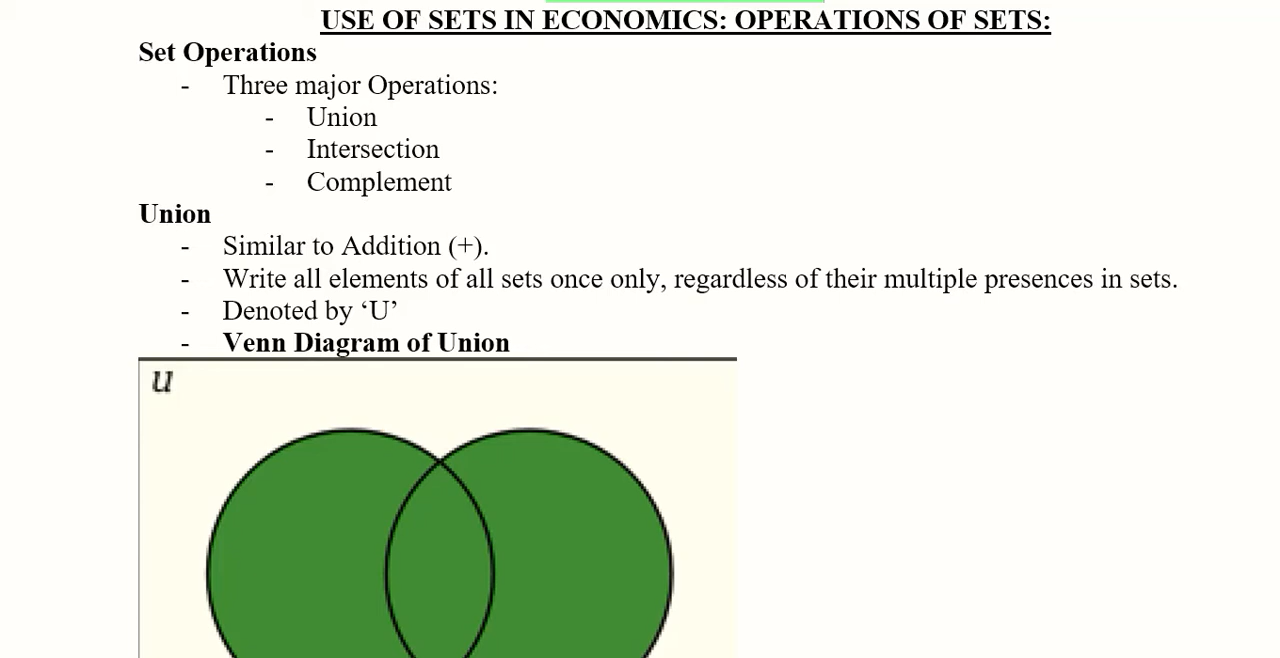 USE OF SETS IN ECONOMICS: OPERATIONS OF SETS:
Set Operations
- Three major Operations:
- Union
- Intersection
- Complement
Union
- Similar to Addition (+).
- Write all elements of all sets once only, regardless of their multiple presences in sets.
- Denoted by ‘U’
- Venn Diagram of Union
u